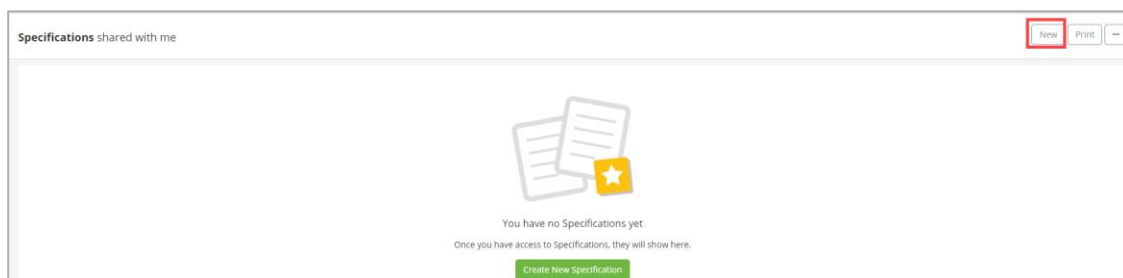 Specifications shared with me
New
Print
You have no Specifications yet
Once you have access to Specifications, they will show here.
Create New Specification